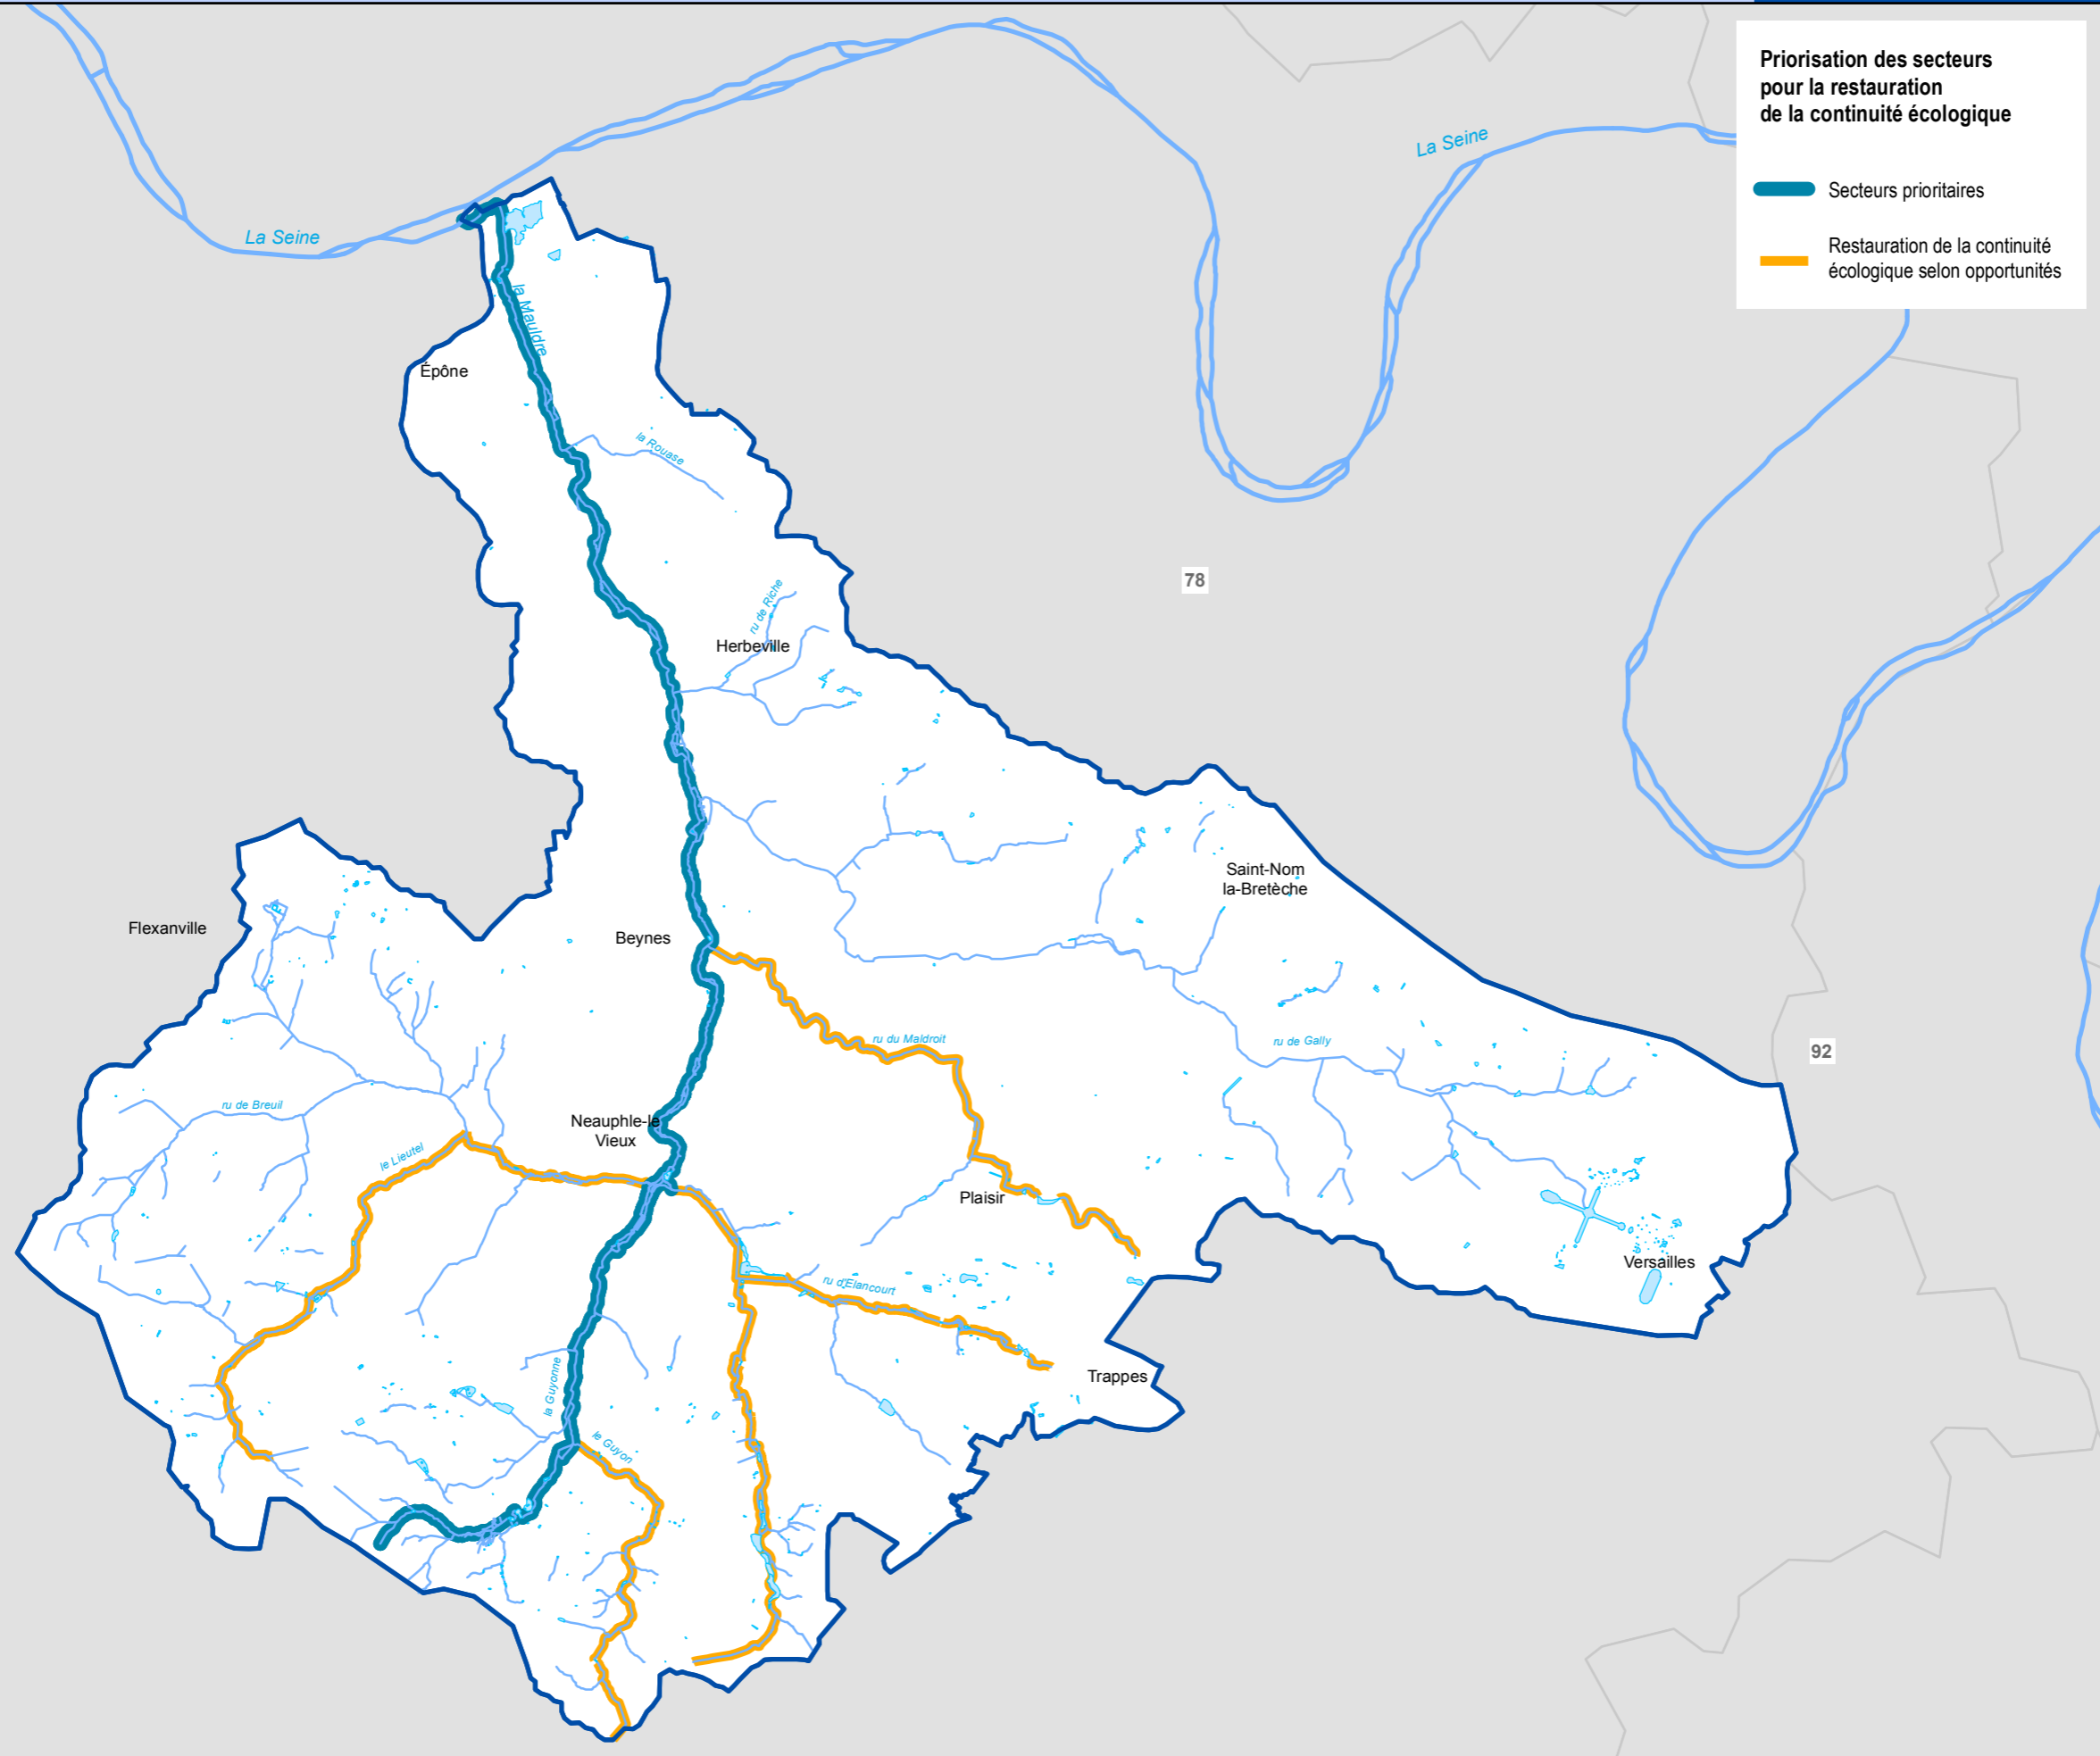 Priorisation des secteurs
pour la restauration
de la continuité écologique
Secteurs prioritaires
Restauration de la continuité
écologique selon opportunités
La Seine
La Seine
la Mauldre
Épône
la Rouase
78
ru de Riche
Herbeville
Saint-Nom
la-Bretèche
Flexanville
Beynes
ru du Maldroit
ru de Gally
92
ru de Breuil
Neauphle-le
Vieux
le Lieutel
Plaisir
Versailles
ru d'Elancourt
Trappes
la Guyonne
le Guyon